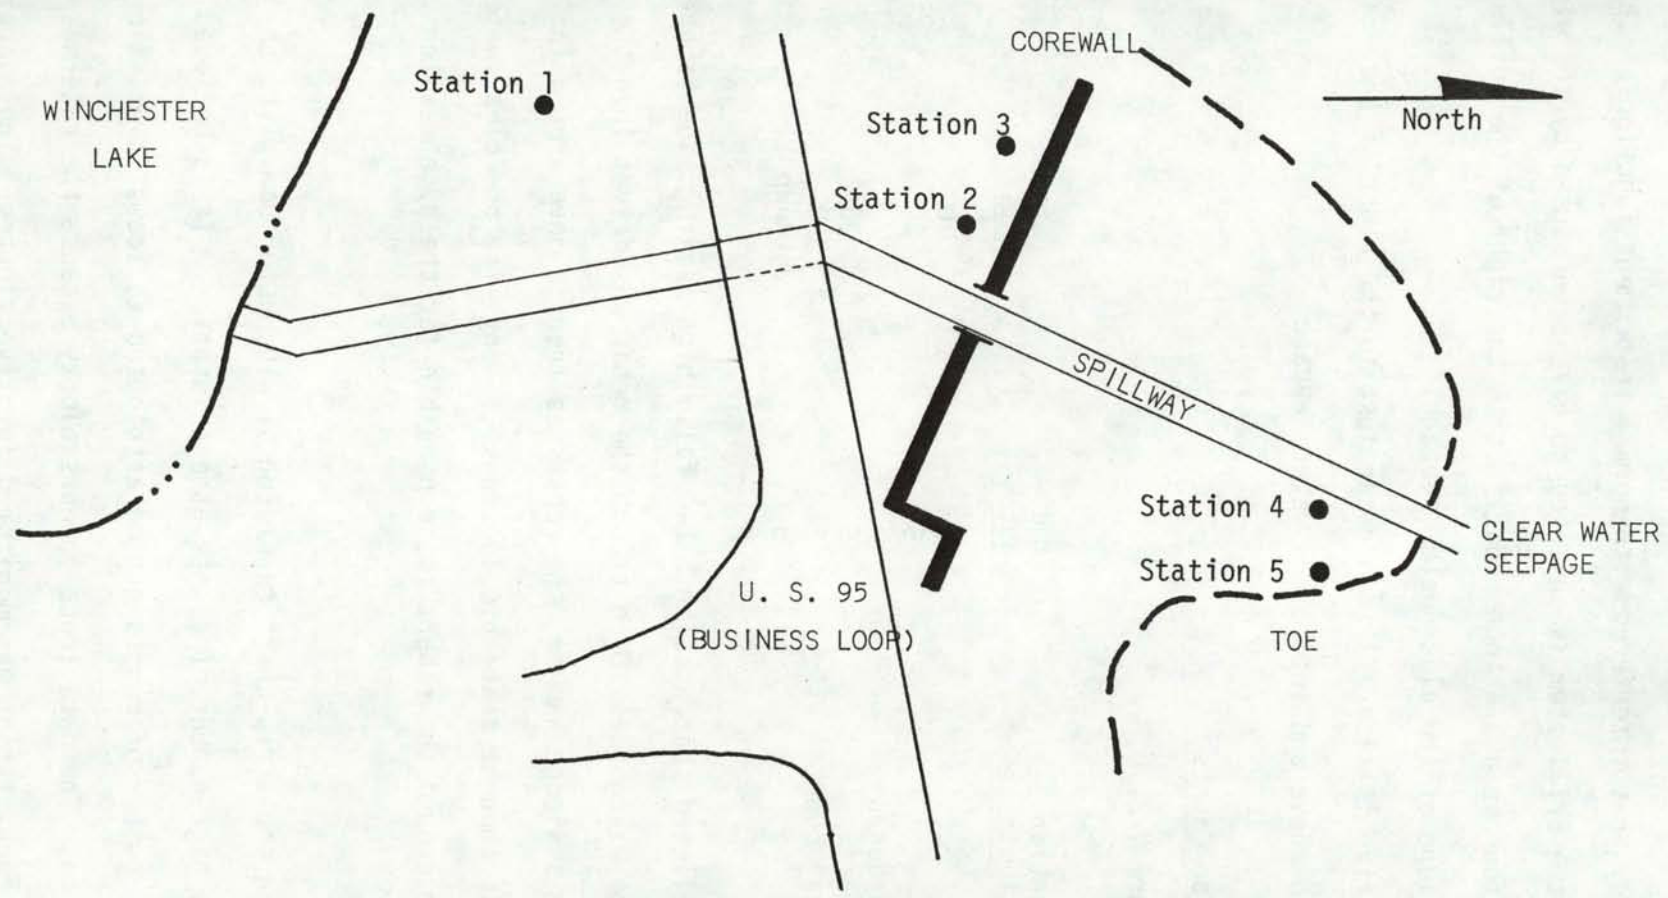 COREWALL
Station 1
WINCHESTER
LAKE
Station 3
North
Station 2
SPILLWAY
Station 4
CLEAR WATER
SEEPAGE
Station 5
U. S. 95
(BUSINESS LOOP)
TOE